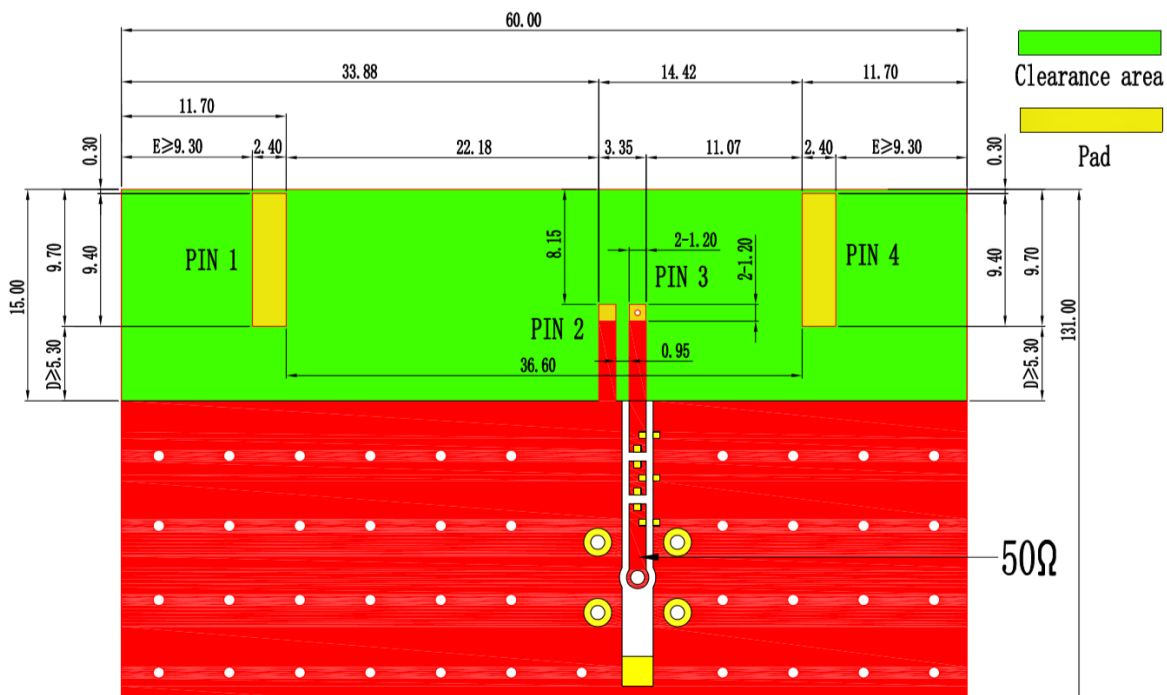 60.00
33.88
14.42
11.70
Clearance area
11.70
0.30
E≥9.30
2.40
22.18
3.35
11.07
2.40
E≥9.30
0.30
Pad
15.00
9.70
9.40
PIN 1
8.15
2-1.20
PIN 3
2-1.20
PIN 4
9.40
9.70
131.00
PIN 2
0.95
36.60
D≥5.30
D≥5.30
50Ω